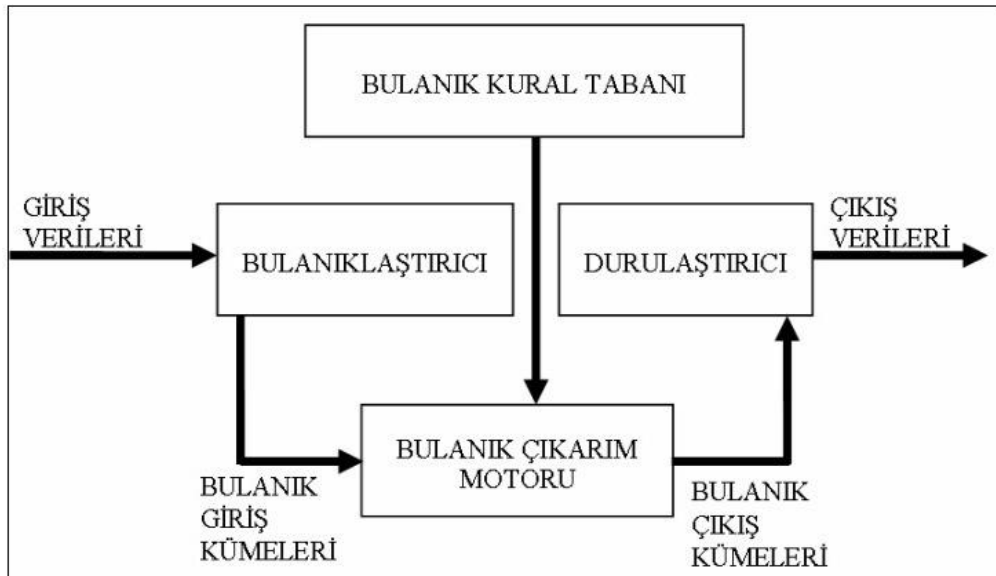 BULANIK KURAL TABANI
GİRİŞ
VERİLERİ
BULANIKLAŞTIRICI
DURULAŞTIRICI
ÇIKIŞ
VERİLERİ
BULANIK ÇIKARIM
MOTORU
BULANIK
GİRİŞ
KÜMELERİ
BULANIK
ÇIKIŞ
KÜMELERİ